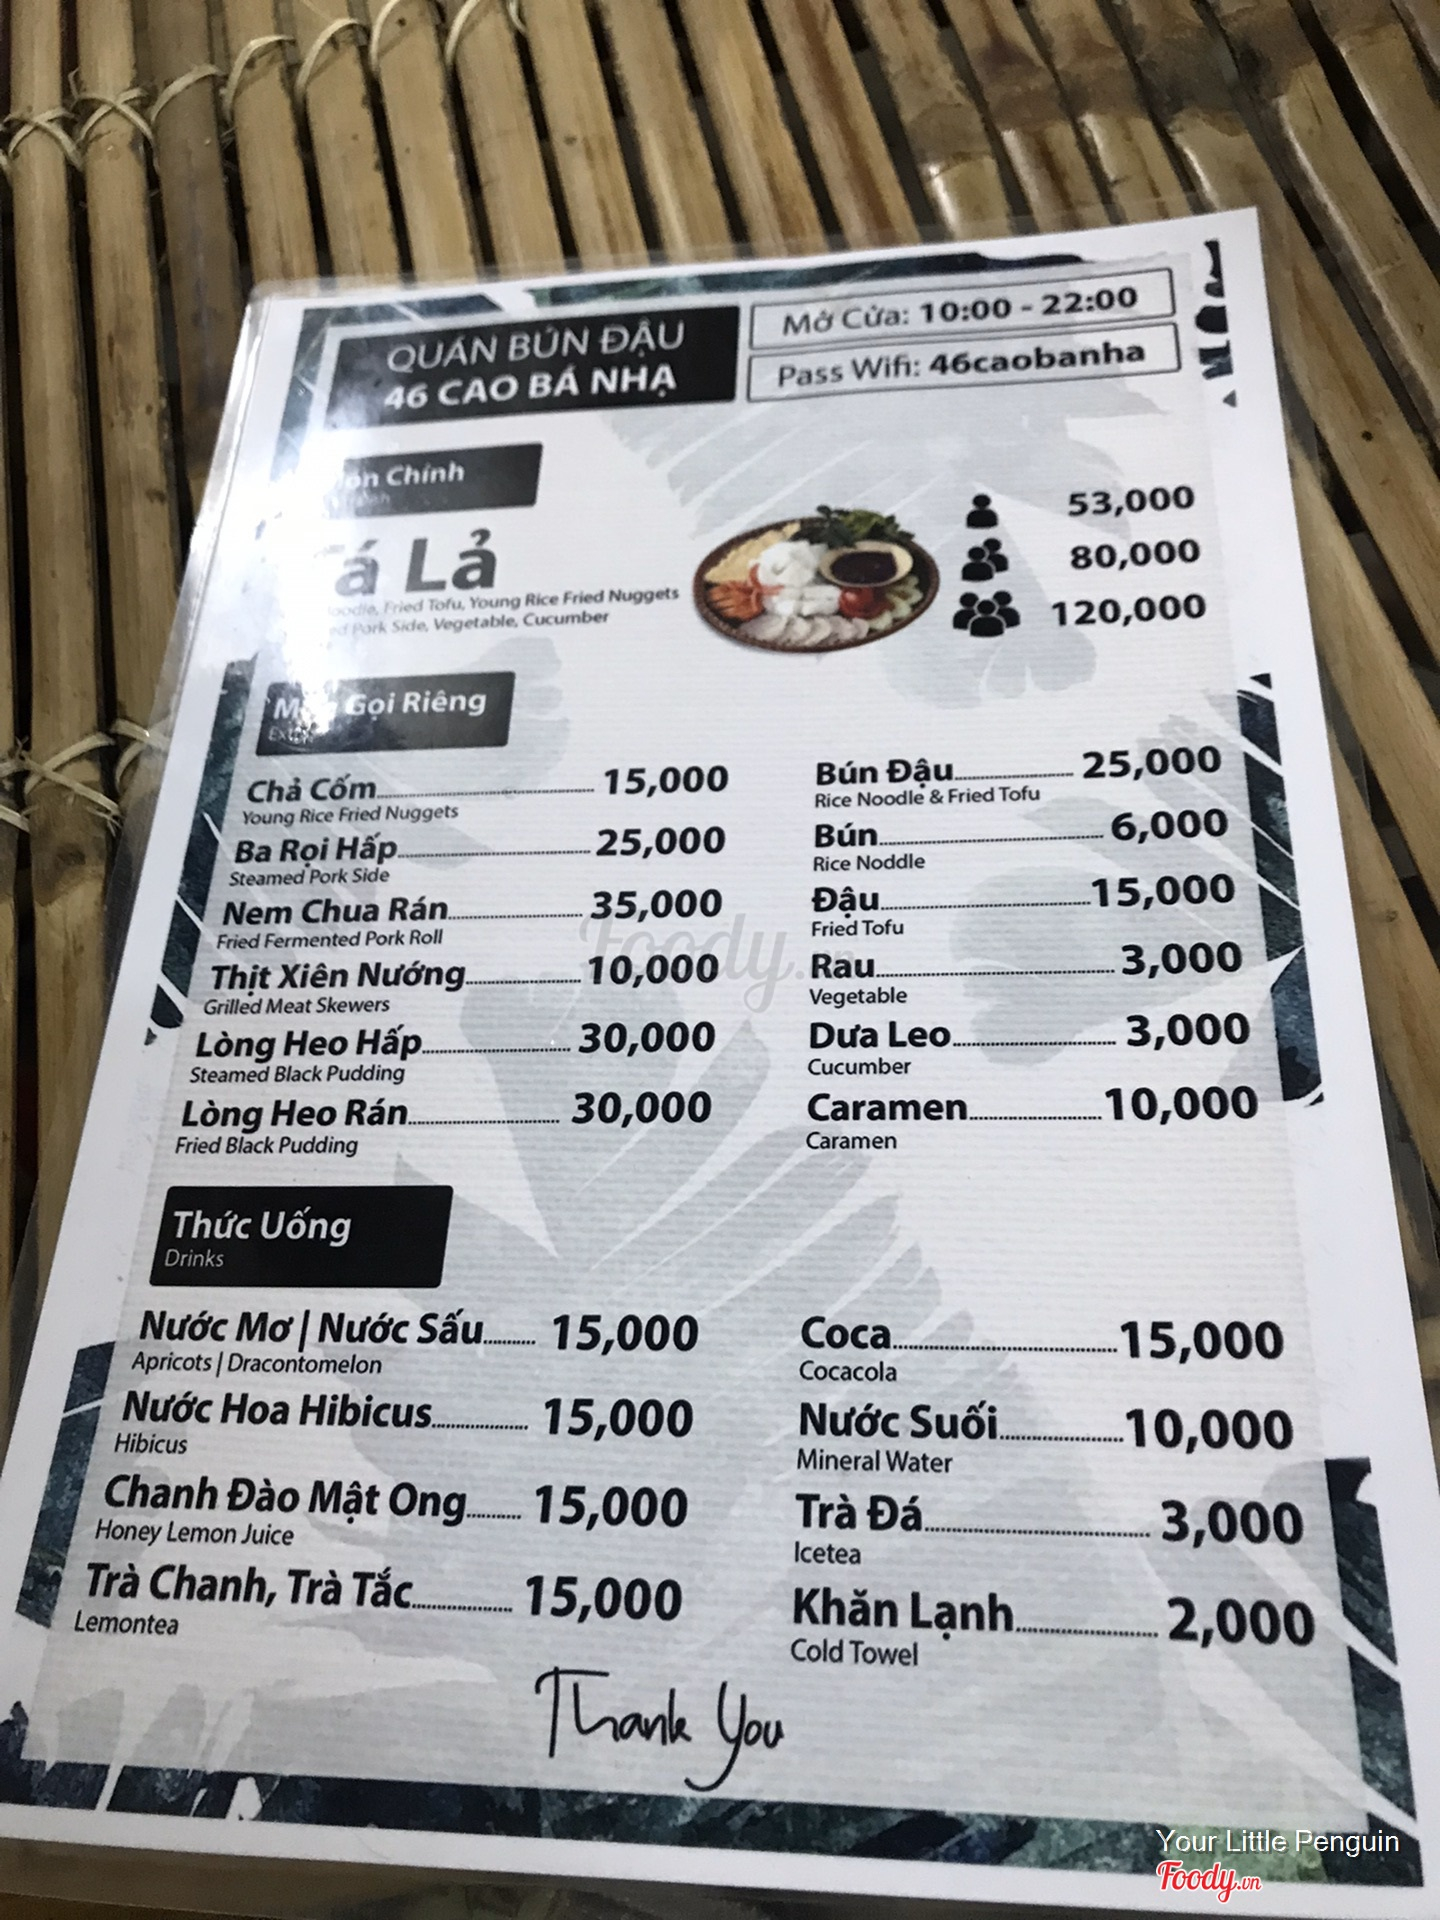 QUÁN BÚN ĐẬU
46 CAO BÁ NHẠ
Mở Cửa: 10:00 - 22:00
Pass Wifi: 46caobanha
Chính
Lả
Fried Tofu, Young Rice Fried Nuggets
Pork Side, Vegetable, Cucumber
53,000
80,000
120,000
Gọi Riêng
Chả Cốm 15,000
Young Rice Fried Nuggets
Ba Rọi Hấp 25,000
Steamed Pork Side
Nem Chua Rán 35,000
Fried Fermented Pork Roll
Thịt Xiên Nướng 10,000
Grilled Meat Skewers
Lòng Heo Hấp 30,000
Steamed Black Pudding
Lòng Heo Rán 30,000
Fried Black Pudding
Bún Đậu 25,000
Rice Noodle & Fried Tofu
Bún 6,000
Rice Noddle
Đậu 15,000
Fried Tofu
Rau 3,000
Vegetable
Dưa Leo 3,000
Cucumber
Caramen 10,000
Caramen
Thức Uống
Drinks
Nước Mơ | Nước Sấu 15,000
Apricots | Dracontomelon
Nước Hoa Hibicus 15,000
Hibicus
Chanh Đào Mật Ong 15,000
Honey Lemon Juice
Trà Chanh, Trà Tắc 15,000
Lemontea
Coca 15,000
Cocacola
Nước Suối 10,000
Mineral Water
Trà Đá 3,000
Icetea
Khăn Lạnh 2,000
Cold Towel
Thank You
Foody.vn
Your Little Penguin
Foody.vn